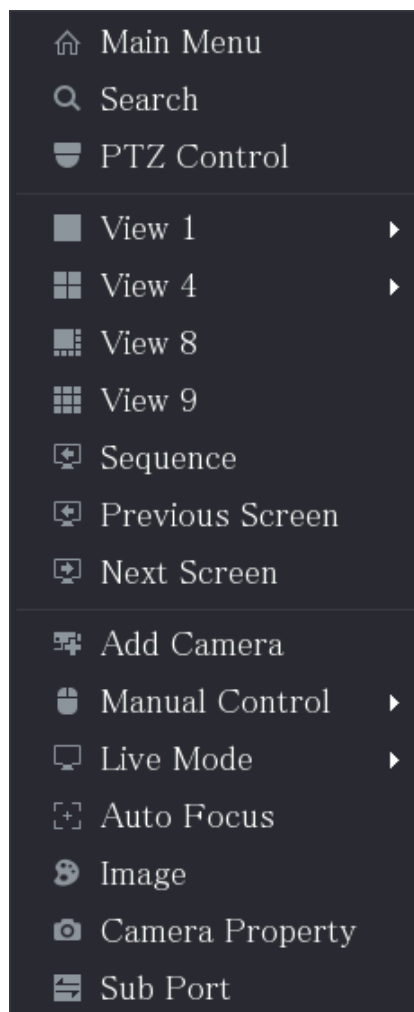 Main Menu
Search
PTZ Control
View 1
View 4
View 8
View 9
Sequence
Previous Screen
Next Screen
Add Camera
Manual Control
Live Mode
Auto Focus
Image
Camera Property
Sub Port